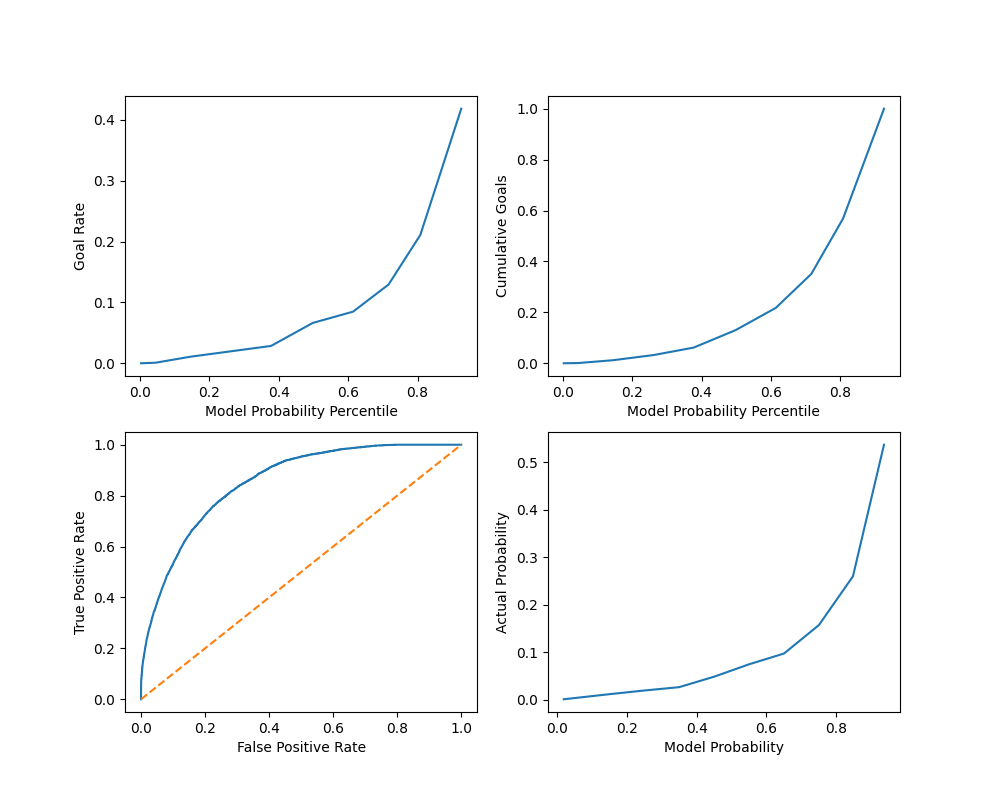 0.4
0.3
0.2
0.1
0.0
Goal Rate
0.0 0.2 0.4 0.6 0.8
Model Probability Percentile
1.0
0.8
0.6
0.4
0.2
0.0
Cumulative Goals
0.0 0.2 0.4 0.6 0.8
Model Probability Percentile
1.0
0.8
0.6
0.4
0.2
0.0
True Positive Rate
0.0 0.2 0.4 0.6 0.8 1.0
False Positive Rate
0.5
0.4
0.3
0.2
0.1
0.0
Actual Probability
0.0 0.2 0.4 0.6 0.8
Model Probability